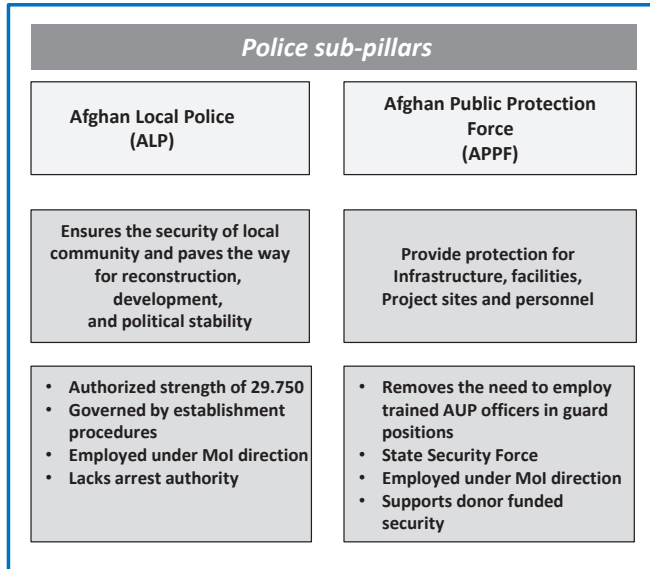 Police sub-pillars
Afghan Local Police
(ALP)
Afghan Public Protection
Force
(APPF)
Ensures the security of local
community and paves the way
for reconstruction,
development,
and political stability
Provide protection for
Infrastructure, facilities,
Project sites and personnel
• Authorized strength of 29.750
• Governed by establishment
procedures
• Employed under MoI direction
• Lacks arrest authority
• Removes the need to employ
trained AUP officers in guard
positions
• State Security Force
• Employed under MoI direction
• Supports donor funded
security